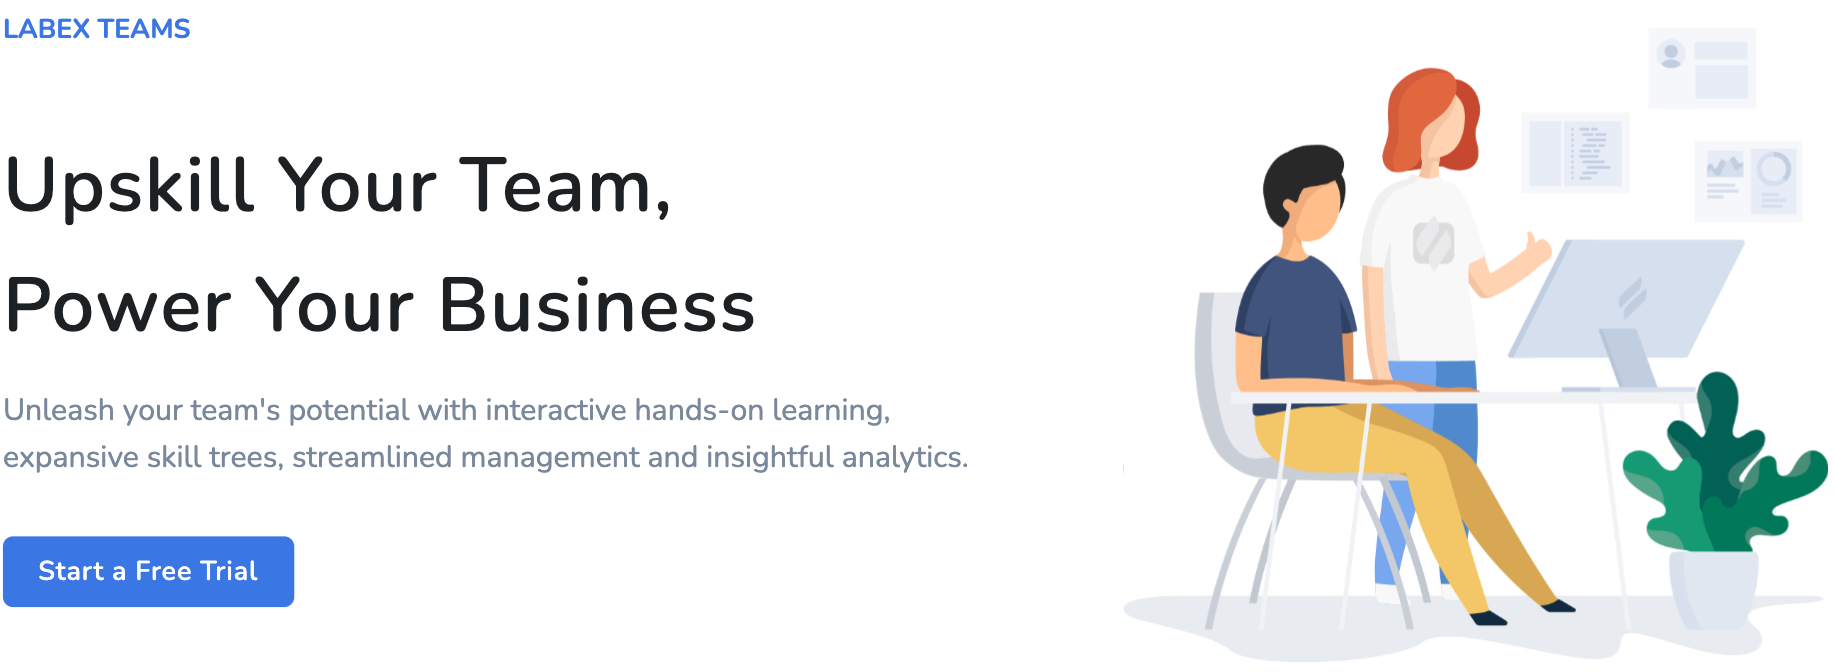 LABEX TEAMS
Upskill Your Team,
Power Your Business
Unleash your team's potential with interactive hands-on learning,
expansive skill trees, streamlined management and insightful analytics.
Start a Free Trial